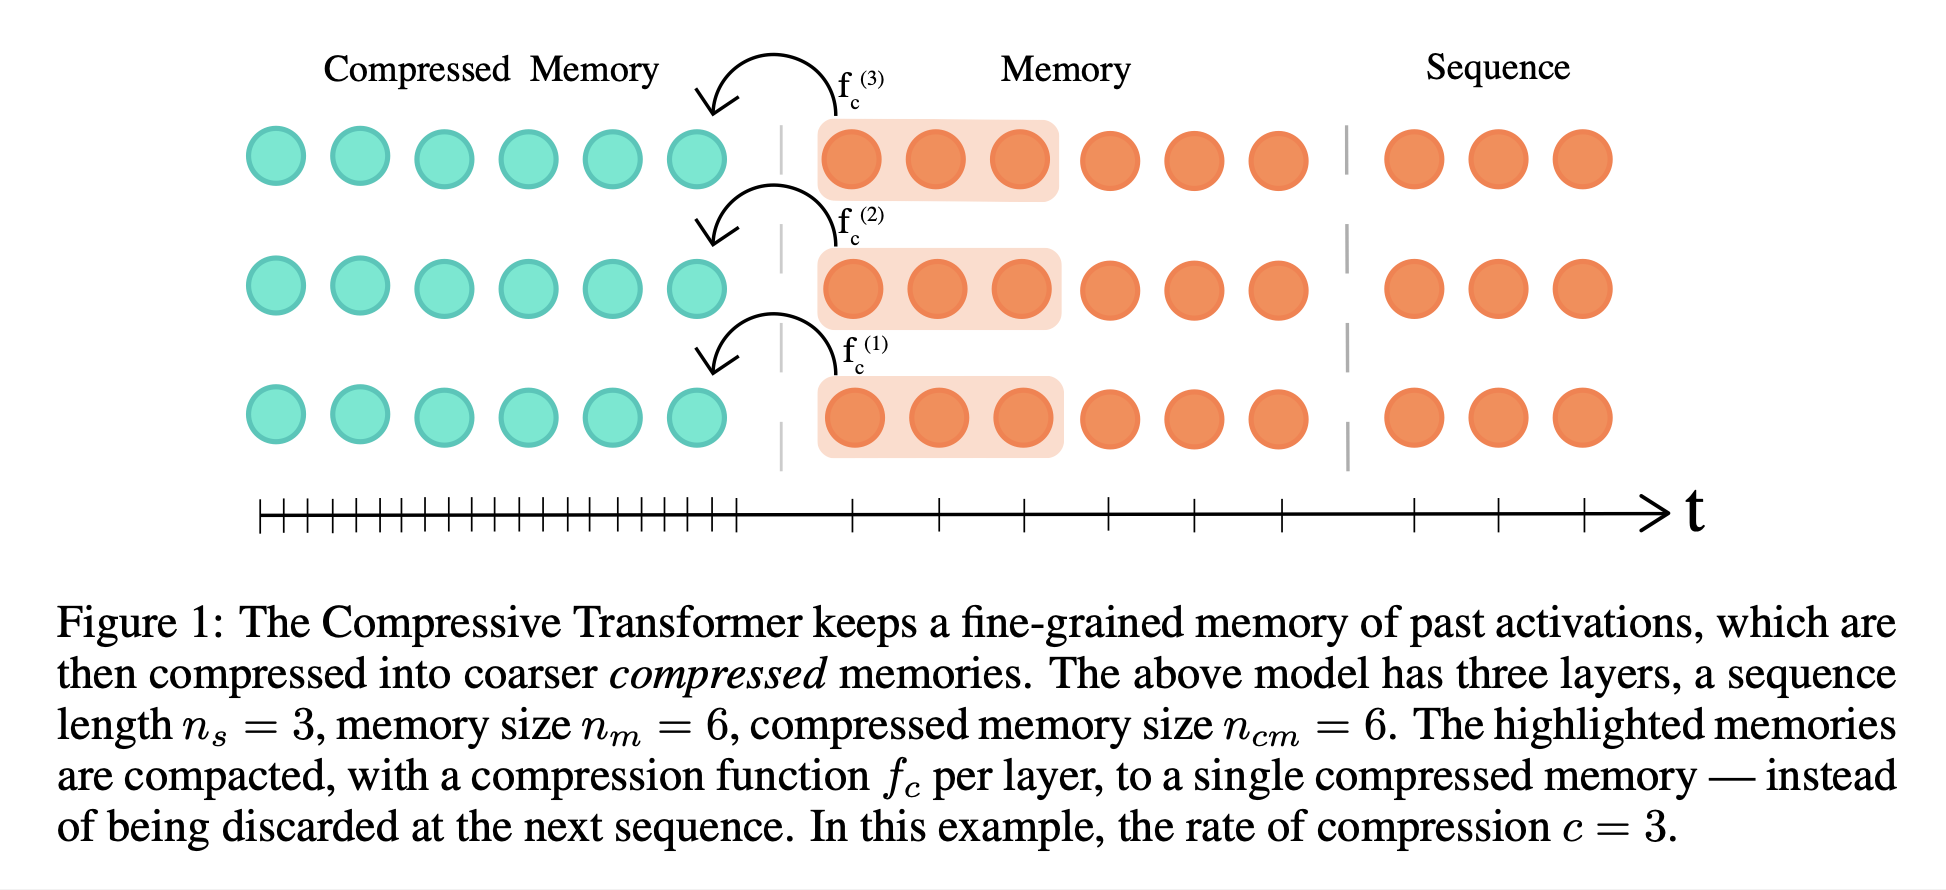 Compressed Memory
Memory
Sequence
f_c^(3)
f_c^(2)
f_c^(1)
t
Figure 1: The Compressive Transformer keeps a fine-grained memory of past activations, which are
then compressed into coarser compressed memories. The above model has three layers, a sequence
length n_s = 3, memory size n_m = 6, compressed memory size n_cm = 6. The highlighted memories
are compacted, with a compression function f_c per layer, to a single compressed memory — instead
of being discarded at the next sequence. In this example, the rate of compression c = 3.